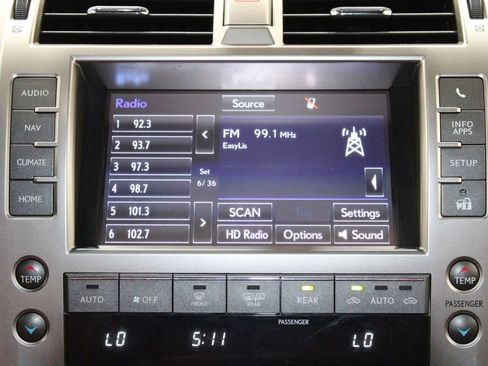 AUDIO
NAV
CLIMATE
HOME
Radio
Source
1 92.3
2 93.7
3 97.3
4 98.7
5 101.3
6 102.7
Set
6/ 36
FM 99.1 MHz
EasyLis
SCAN Tag Settings
HD Radio Options Sound
INFO
APPS
SETUP
TEMP
AUTO
OFF
FRONT
REAR
REAR
AUTO
TEMP
PASSENGER
PASSENGER
LO 5:11 LO